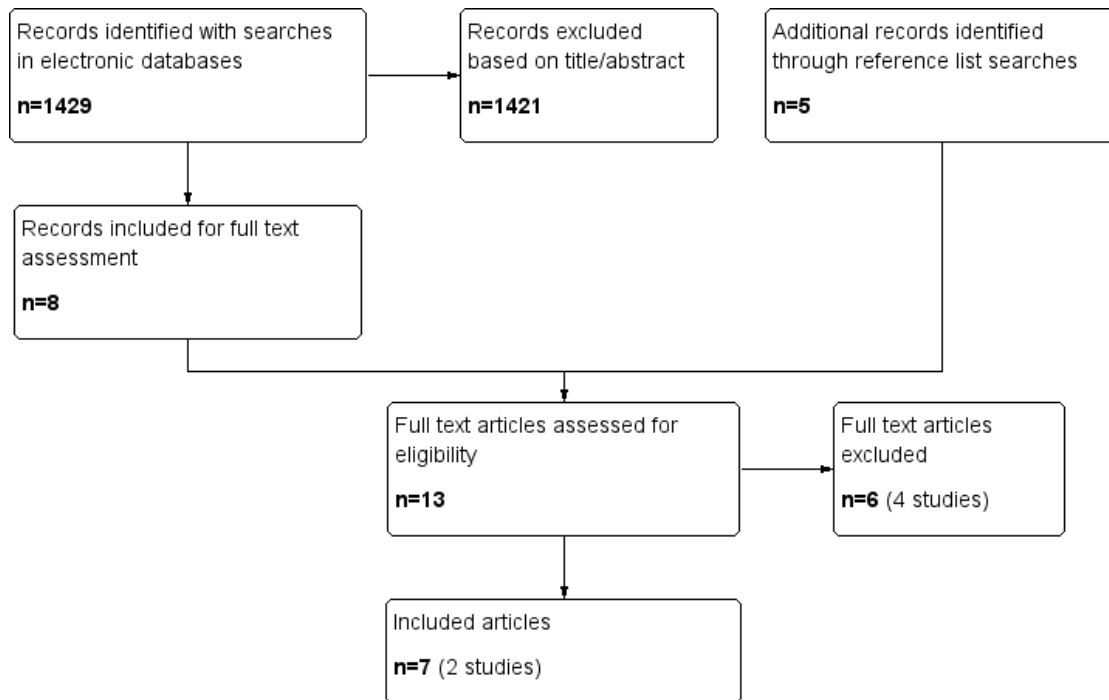 Records identified with searches
in electronic databases
n=1429
Records excluded
based on title/abstract
n=1421
Additional records identified
through reference list searches
n=5
Records included for full text
assessment
n=8
Full text articles assessed for
eligibility
n=13
Full text articles
excluded
n=6 (4 studies)
Included articles
n=7 (2 studies)